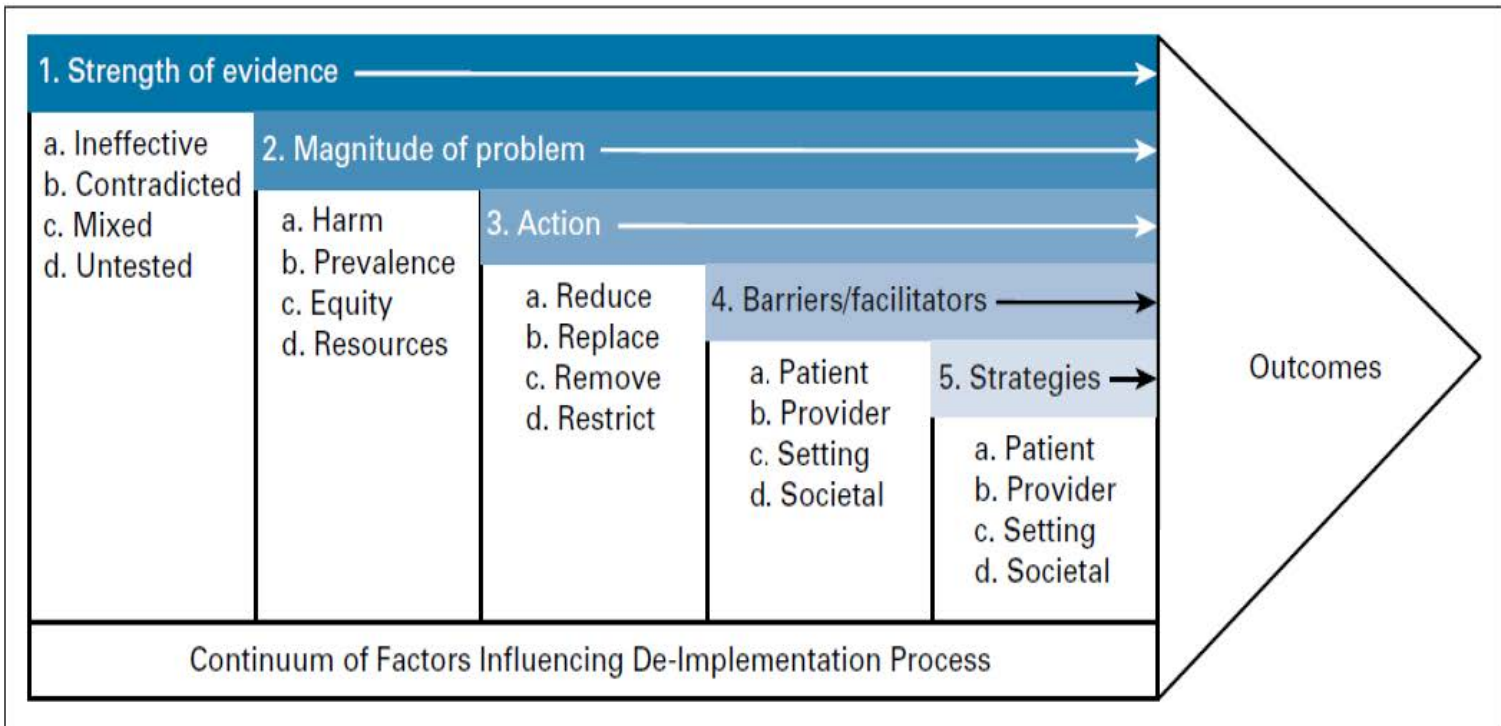 1. Strength of evidence
a. Ineffective
b. Contradicted
c. Mixed
d. Untested
2. Magnitude of problem
a. Harm
b. Prevalence
c. Equity
d. Resources
3. Action
a. Reduce
b. Replace
c. Remove
d. Restrict
4. Barriers/facilitators
a. Patient
b. Provider
c. Setting
d. Societal
5. Strategies
a. Patient
b. Provider
c. Setting
d. Societal
Outcomes
Continuum of Factors Influencing De-Implementation Process